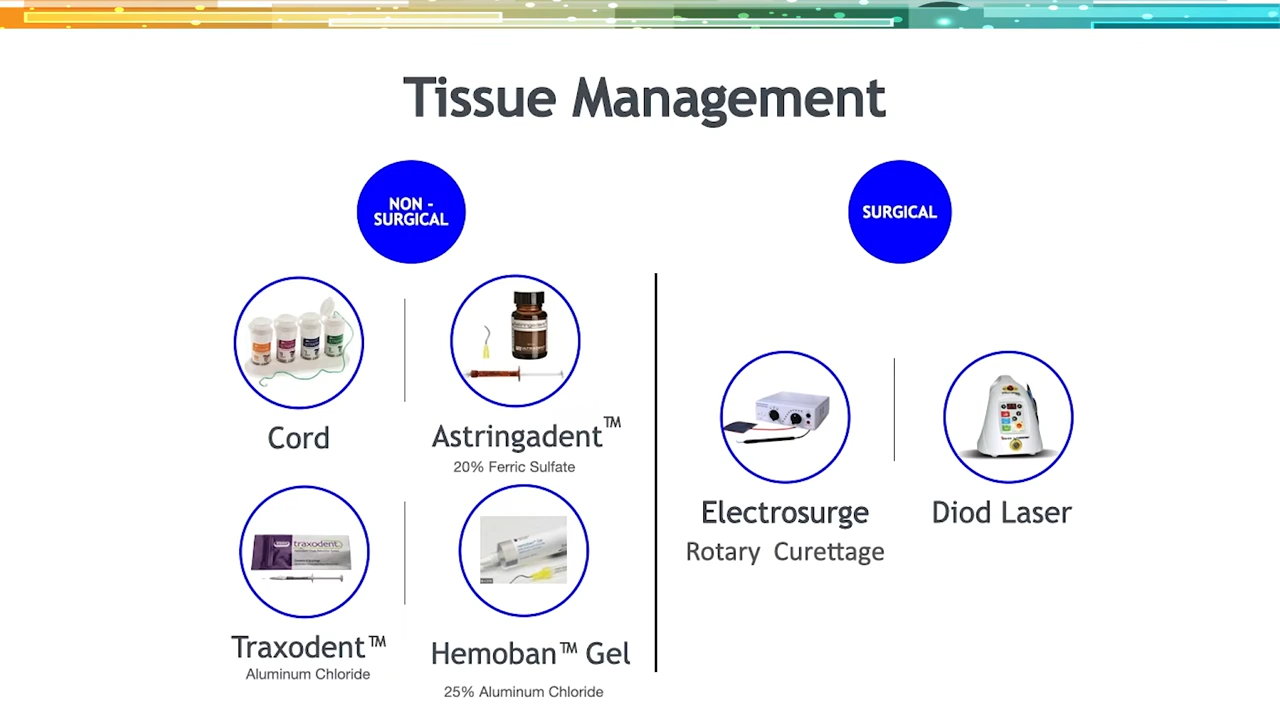 Tissue Management
NON -
SURGICAL
SURGICAL
Cord
Astringadent™
20% Ferric Sulfate
traxodent
Traxodent™
Aluminum Chloride
Hemoban™ Gel
25% Aluminum Chloride
Electrosurge
Rotary Curettage
Diod Laser